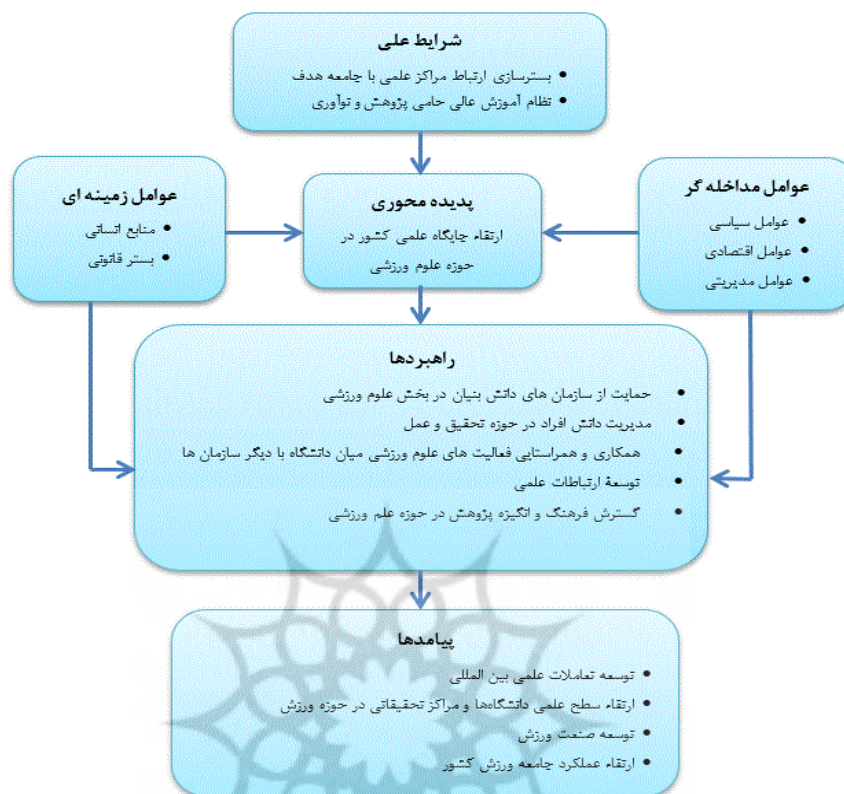 شرایط علی
• بسترسازی ارتباط مراکز علمی با جامعه هدف
• نظام آموزش عالی حامی پژوهش و نوآوری
عوامل مداخله گر
• عوامل سیاسی
• عوامل اقتصادی
• عوامل مدیریتی
پدیده محوری
ارتقاء جایگاه علمی کشور در
حوزه علوم ورزشی
عوامل زمینه ای
• منابع انسانی
• بستر قانونی
راهبردها
• حمایت از سازمان های دانش بنیان در بخش علوم ورزشی
• مدیریت دانش افراد در حوزه تحقیق و عمل
• همکاری و همراستایی فعالیت های علوم ورزشی میان دانشگاه با دیگر سازمان ها
• توسعۀ ارتباطات علمی
• گسترش فرهنگ و انگیزه پژوهش در حوزه علم ورزشی
پیامدها
• توسعه تعاملات علمی بین المللی
• ارتقاء سطح علمی دانشگاه‌ها و مراکز تحقیقاتی در حوزه ورزش
• توسعه صنعت ورزش
• ارتقاء عملکرد جامعه ورزش کشور